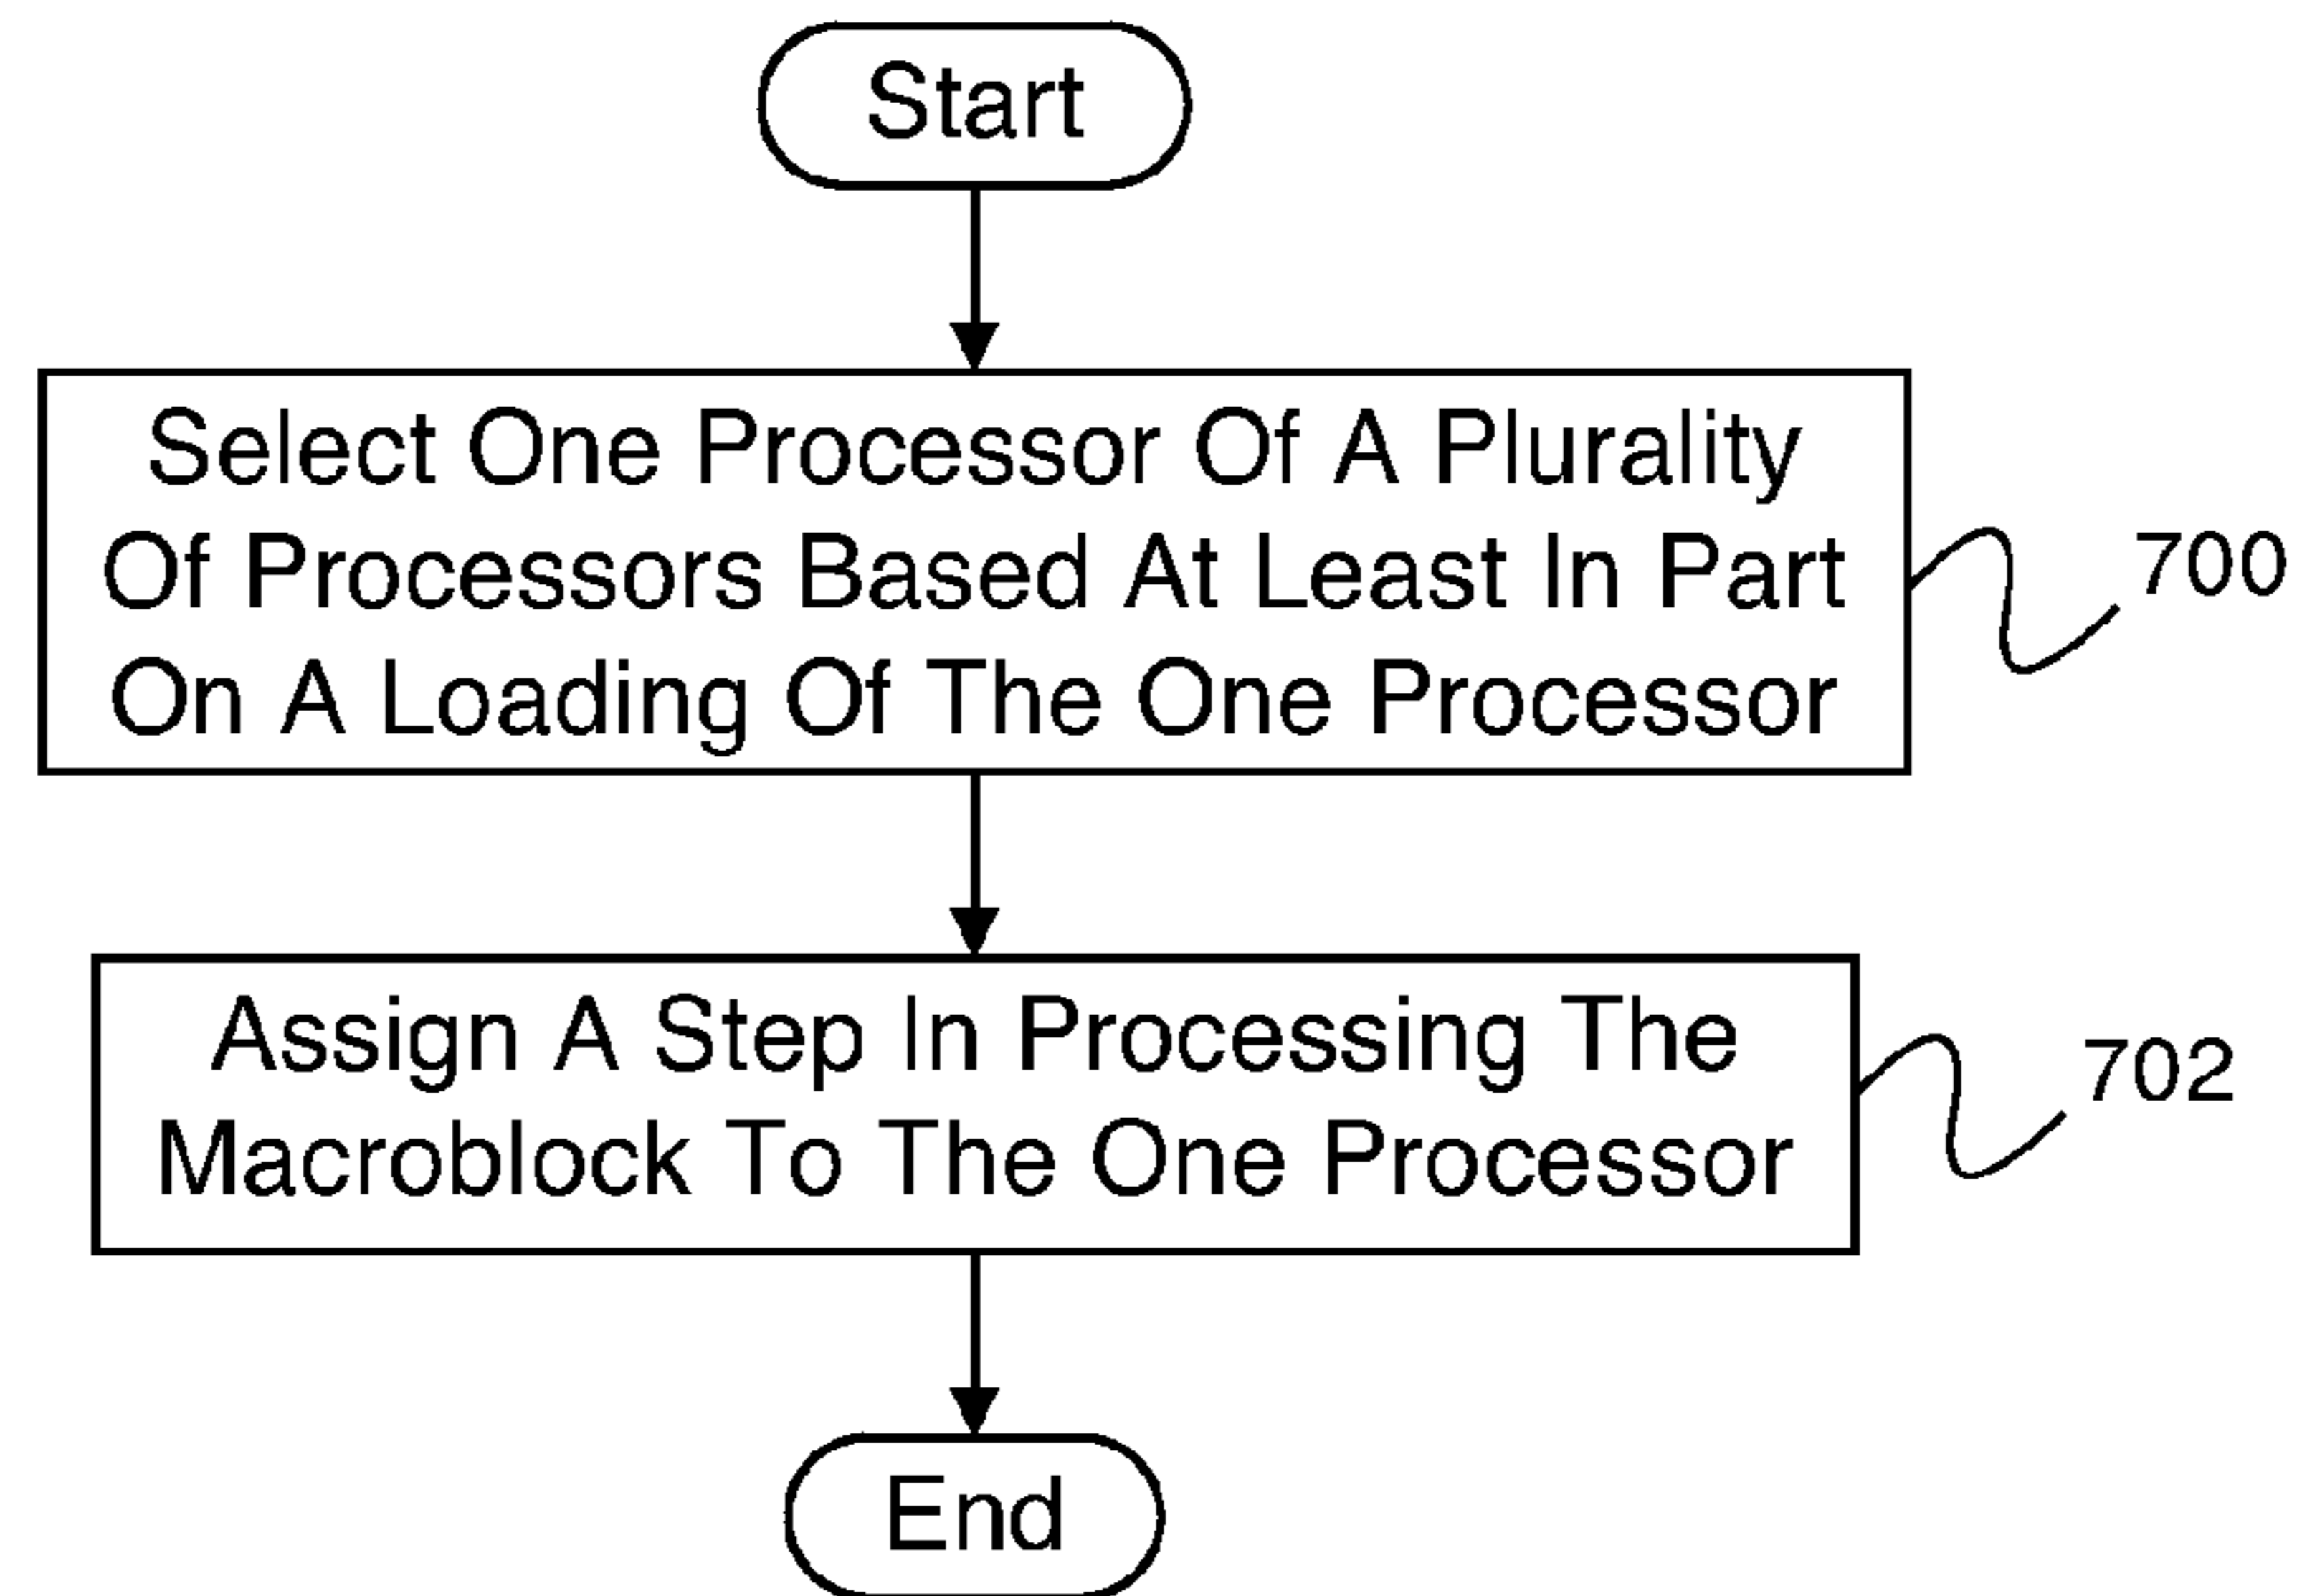 Start
Select One Processor Of A Plurality
Of Processors Based At Least In Part
On A Loading Of The One Processor
700
Assign A Step In Processing The
Macroblock To The One Processor
702
End